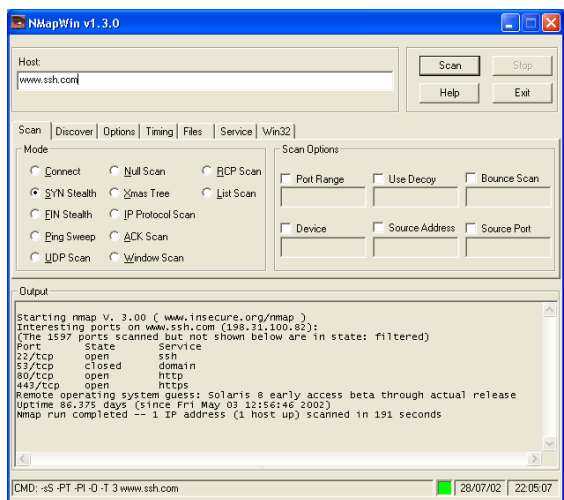 NMapWin v1.3.0
Host:
www.ssh.com
Scan Stop
Help Exit
Scan Discover Options Timing Files Service Win32
Mode
Connect Null Scan RCP Scan
SYN Stealth Xmas Tree List Scan
FIN Stealth IP Protocol Scan
Ping Sweep ACK Scan
UDP Scan Window Scan
Scan Options
Port Range Use Decoy Bounce Scan
Device Source Address Source Port
Output
Starting nmap V. 3.00 ( www.insecure.org/nmap )
Interesting ports on www.ssh.com (198.31.100.82):
(The 1597 ports scanned but not shown below are in state: filtered)
Port State Service
22/tcp open ssh
53/tcp closed domain
80/tcp open http
443/tcp open https
Remote operating system guess: Solaris 8 early access beta through actual release
Uptime 86.375 days (since Fri May 03 12:56:46 2002)
Nmap run completed -- 1 IP address (1 host up) scanned in 191 seconds
CMD: -sS -PT -PI -O -T 3 www.ssh.com 28/07/02 22:05:07